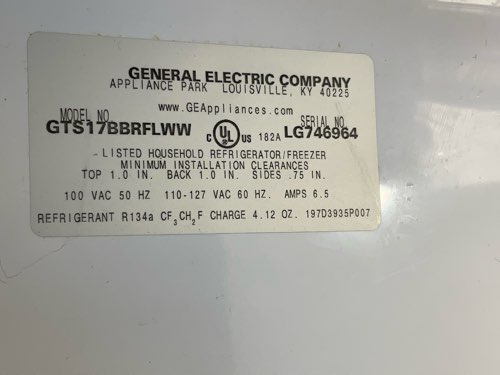 GENERAL ELECTRIC COMPANY
APPLIANCE PARK LOUISVILLE, KY 40225
www.GEAppliances.com
MODEL NO. SERIAL NO.
GTS17BBRFLWW C UL US 182A LG746964
LISTED HOUSEHOLD REFRIGERATOR/FREEZER
MINIMUM INSTALLATION CLEARANCES
TOP 1.0 IN. BACK 1.0 IN. SIDES .75 IN.
100 VAC 50 HZ 110-127 VAC 60 HZ. AMPS 6.5
REFRIGERANT R134a CF₃CH₂F CHARGE 4.12 OZ. 197D3935P007